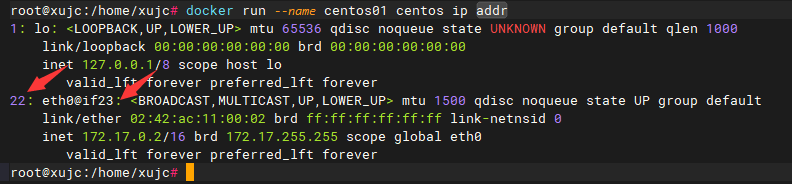 root@xujc:/home/xujc# docker run --name centos01 centos ip addr
1: lo: <LOOPBACK,UP,LOWER_UP> mtu 65536 qdisc noqueue state UNKNOWN group default qlen 1000
    link/loopback 00:00:00:00:00:00 brd 00:00:00:00:00:00
    inet 127.0.0.1/8 scope host lo
       valid_lft forever preferred_lft forever
22: eth0@if23: <BROADCAST,MULTICAST,UP,LOWER_UP> mtu 1500 qdisc noqueue state UP group default
    link/ether 02:42:ac:11:00:02 brd ff:ff:ff:ff:ff:ff link-netnsid 0
    inet 172.17.0.2/16 brd 172.17.255.255 scope global eth0
       valid_lft forever preferred_lft forever
root@xujc:/home/xujc#